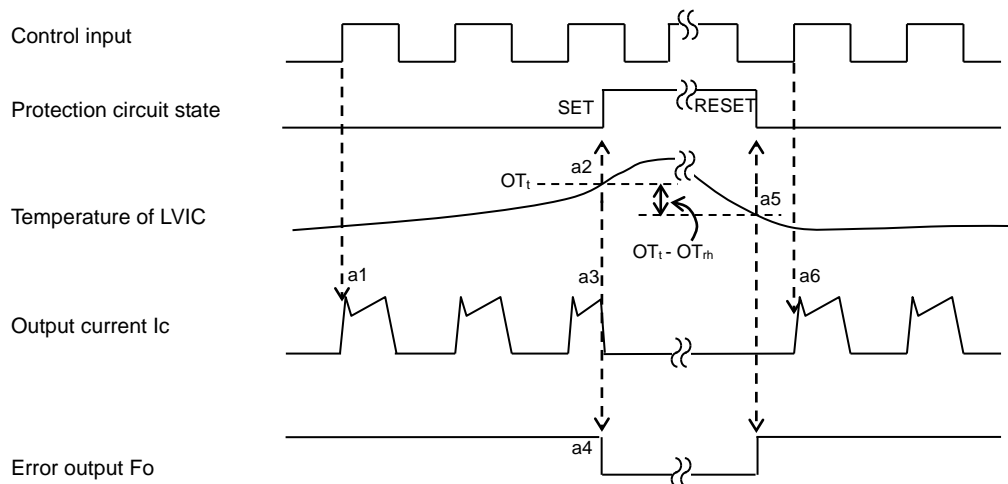 Control input
Protection circuit state
SET
RESET
a2
OTt
a5
Temperature of LVIC
OTt - OTrh
a1
a3
a6
Output current Ic
a4
Error output Fo